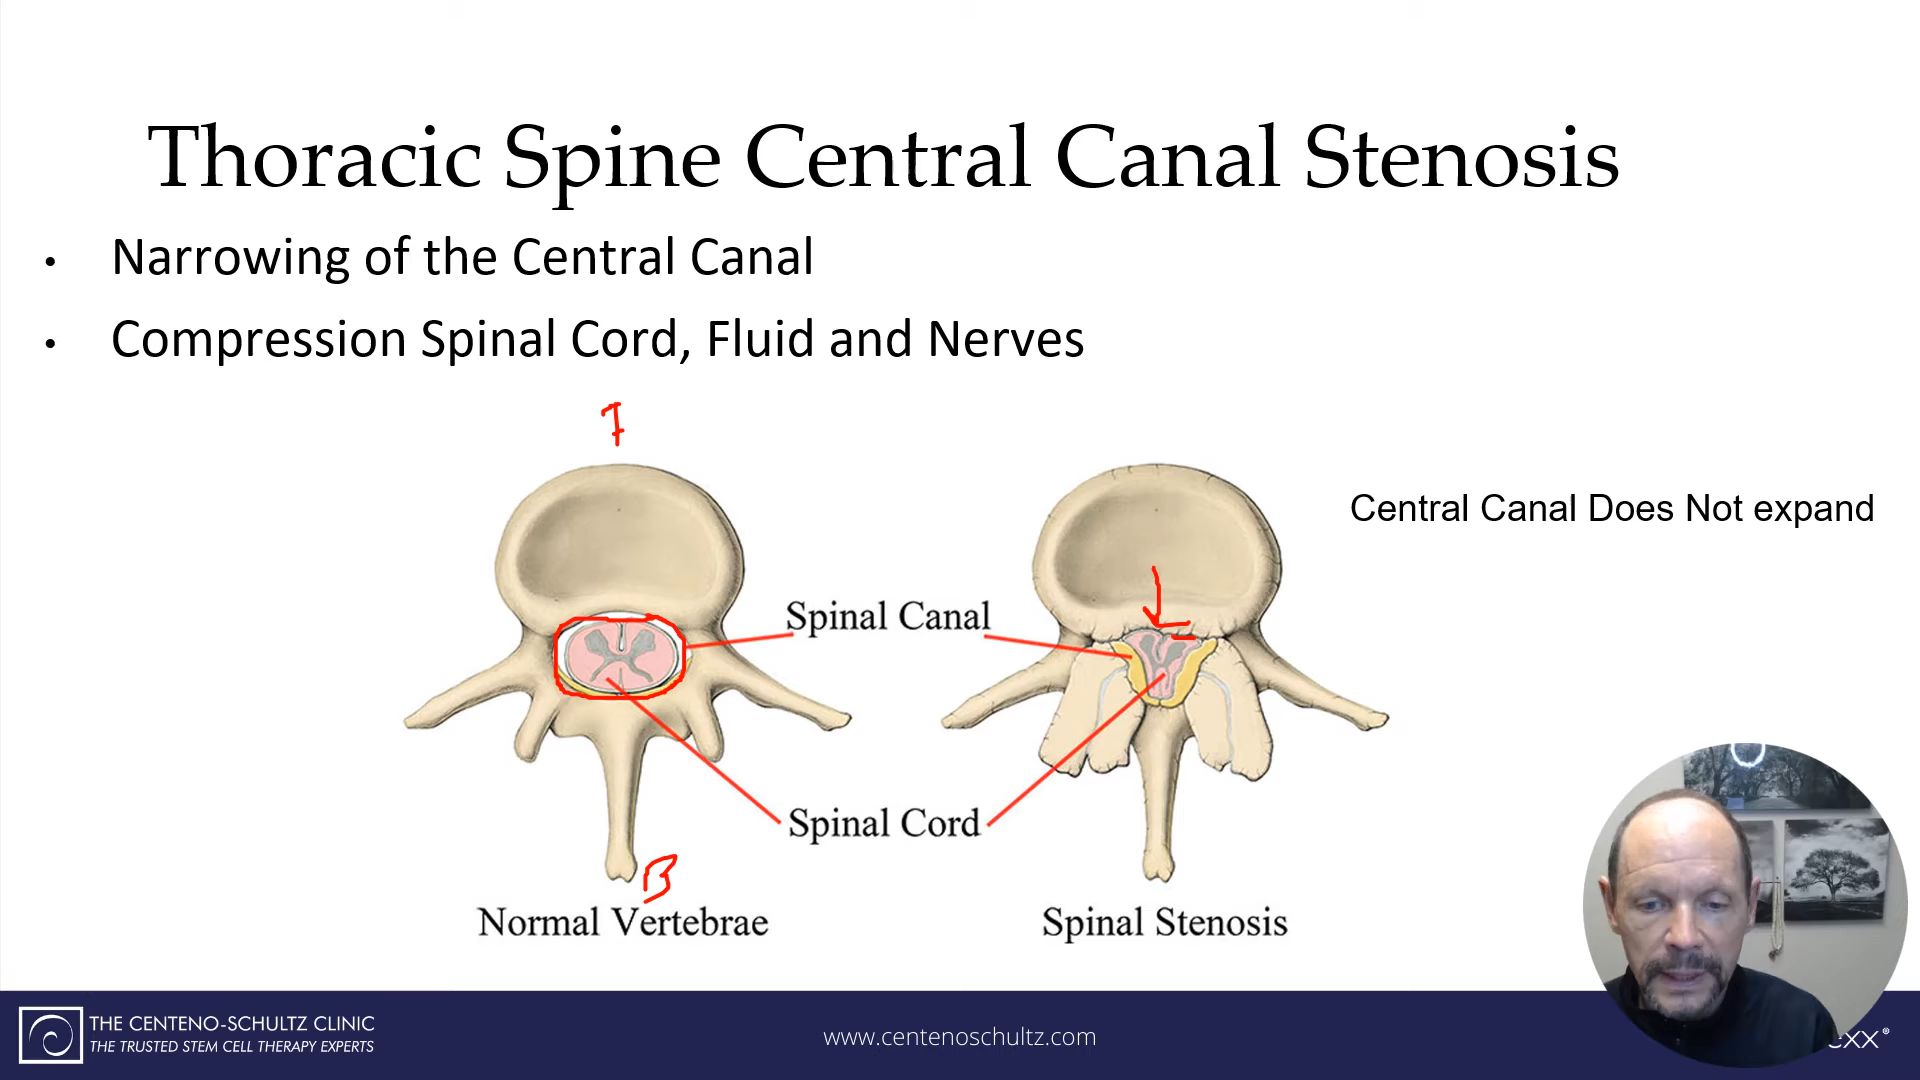 Thoracic Spine Central Canal Stenosis
• Narrowing of the Central Canal
• Compression Spinal Cord, Fluid and Nerves
F
Central Canal Does Not expand
Spinal Canal
Spinal Cord
B
Normal Vertebrae
Spinal Stenosis
THE CENTENO-SCHULTZ CLINIC
THE TRUSTED STEM CELL THERAPY EXPERTS
www.centenoschultz.com